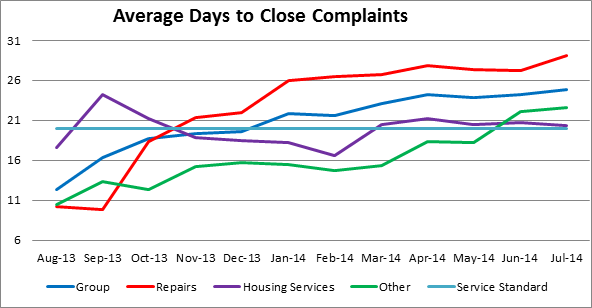 Average Days to Close Complaints
31
26
21
16
11
6
Aug-13 Sep-13 Oct-13 Nov-13 Dec-13 Jan-14 Feb-14 Mar-14 Apr-14 May-14 Jun-14 Jul-14
Group Repairs Housing Services Other Service Standard